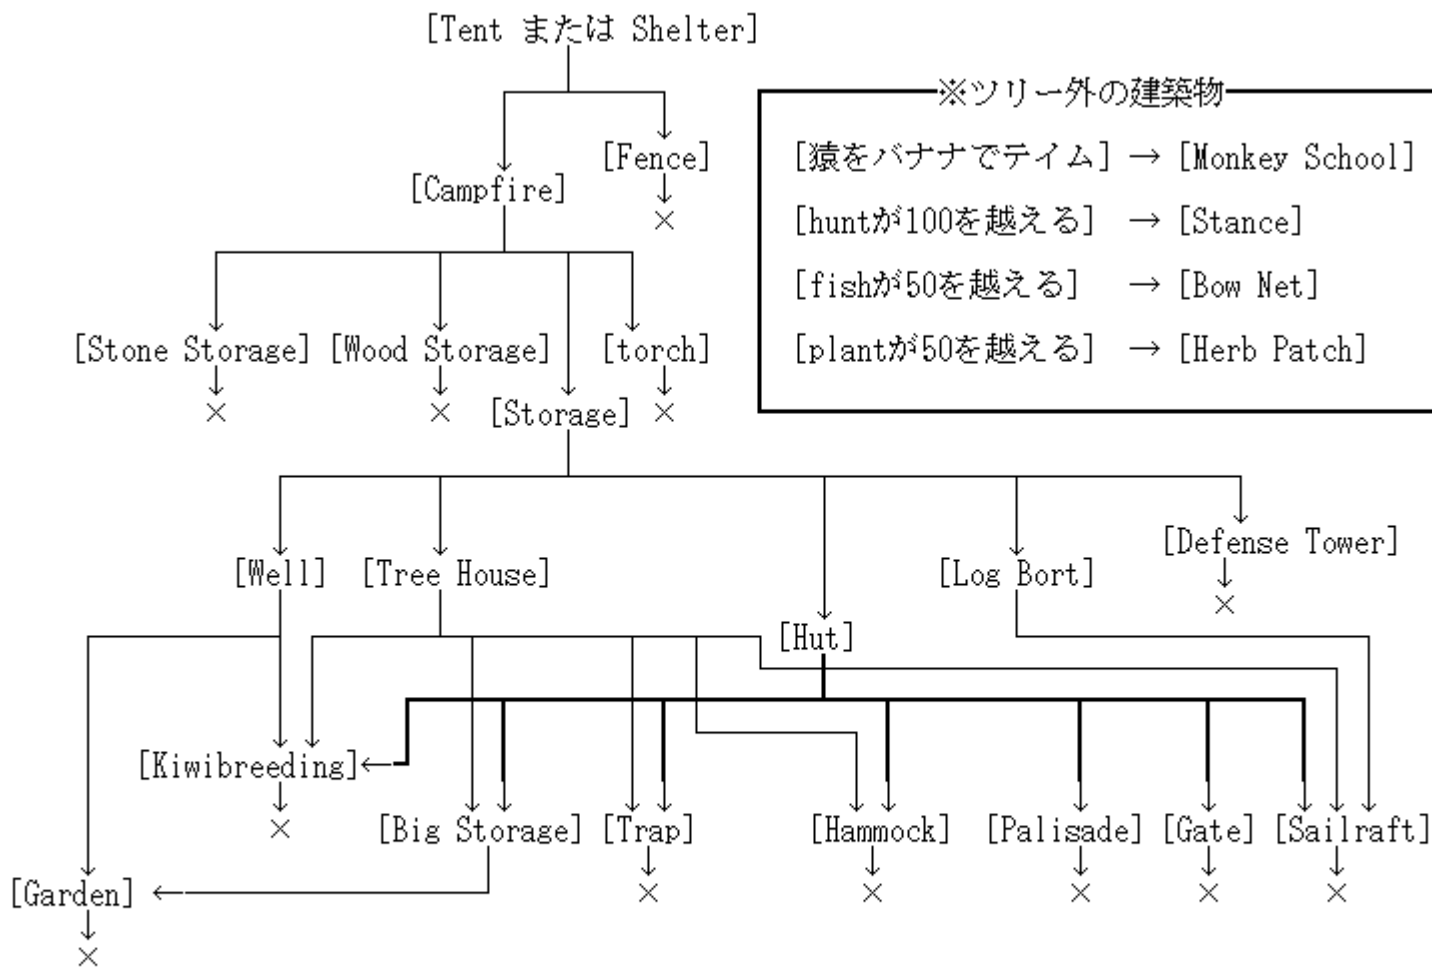 [Tent または Shelter]
※ツリー外の建築物
[猿をバナナでテイム] → [Monkey School]
[huntが100を越える] → [Stance]
[fishが50を越える] → [Bow Net]
[plantが50を越える] → [Herb Patch]
[Fence]
×
[Campfire]
[Stone Storage] [Wood Storage] [torch]
× × ×
[Storage]
[Defense Tower]
×
[Well] [Tree House] [Log Bort]
[Hut]
[Kiwibreeding]
×
[Big Storage] [Trap] [Hammock] [Palisade] [Gate] [Sailraft]
× × × × ×
[Garden]
×